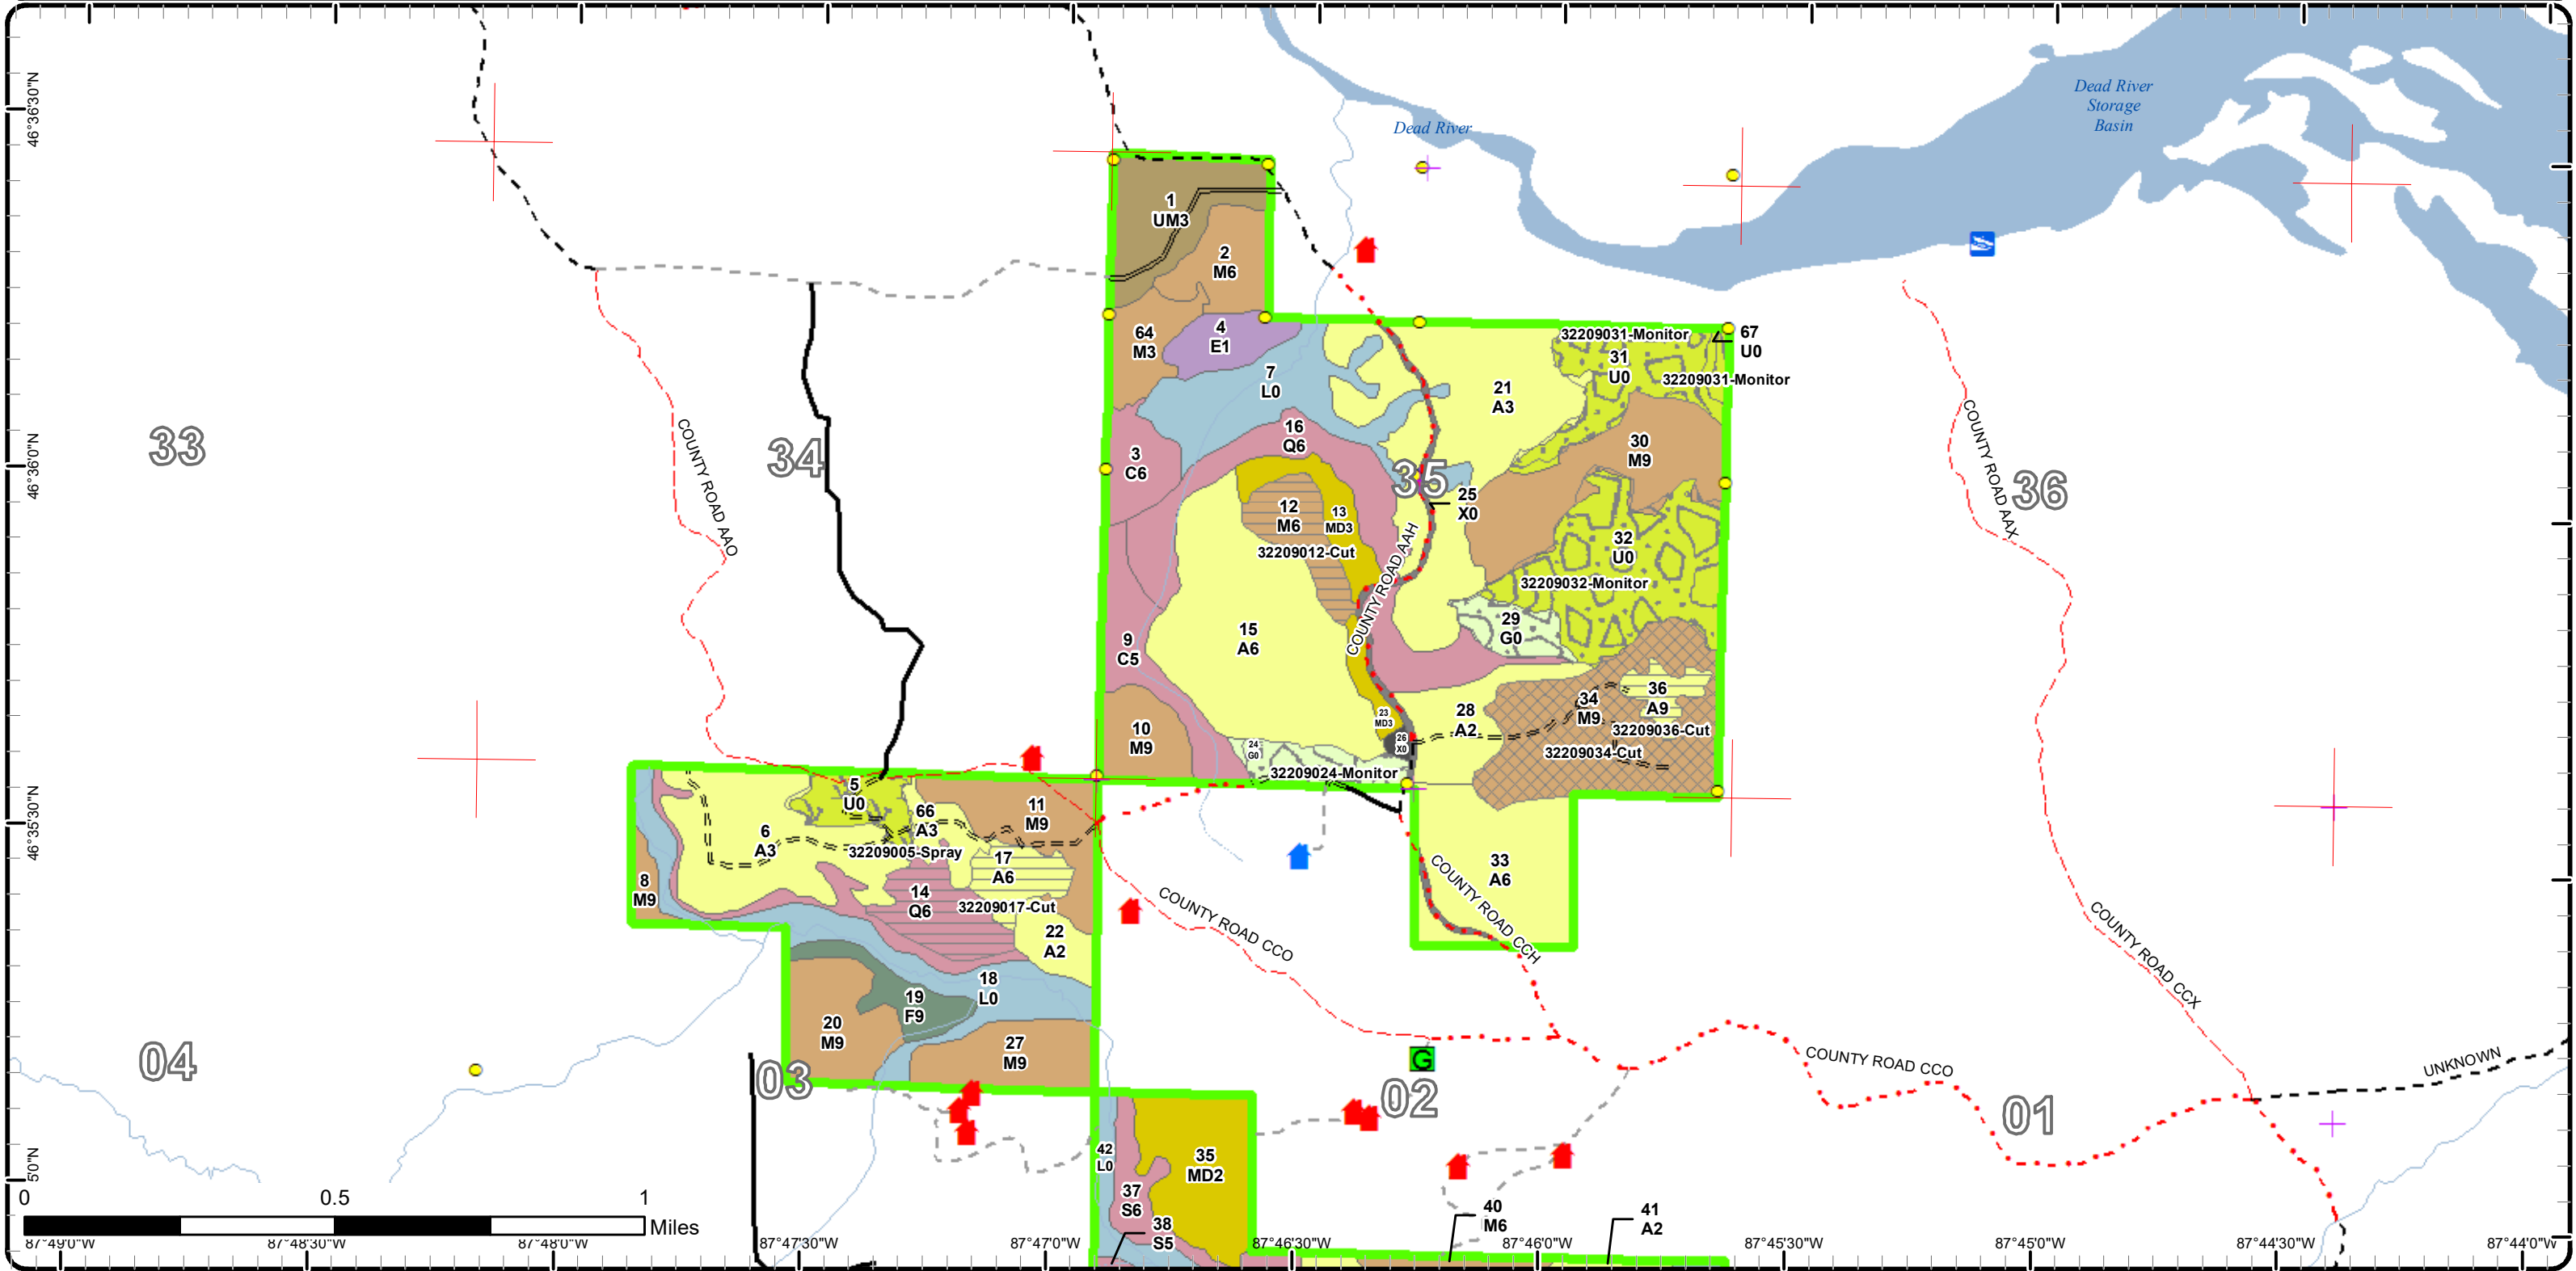 46°36'30"N
46°36'0"N
46°35'30"N
5'0"N
Dead River
Storage
Basin
Dead River
1
UM3
2
M6
64
M3
4
E1
7
L0
21
A3
32209031-Monitor
31
U0
67
U0
32209031-Monitor
33
34
35
36
COUNTY ROAD AAO
COUNTY ROAD AAX
3
C6
16
Q6
30
M9
25
X0
12
M6
13
MD3
32209012-Cut
COUNTY ROAD AAH
32
U0
32209032-Monitor
29
G0
9
C5
15
A6
10
M9
23
MD3
24
G0
26
X0
28
A2
34
M9
36
A9
32209036-Cut
32209034-Cut
32209024-Monitor
5
U0
6
A3
66
A3
11
M9
32209005-Spray
17
A6
8
M9
14
Q6
32209017-Cut
22
A2
33
A6
COUNTY ROAD CCH
COUNTY ROAD CCO
COUNTY ROAD CCX
18
L0
19
F9
20
M9
27
M9
04
03
02
01
G
COUNTY ROAD CCO
UNKNOWN
42
L0
35
MD2
37
S6
38
S5
40
M6
41
A2
0 0.5 1
Miles
87°49'0"W 87°48'30"W 87°48'0"W 87°47'30"W 87°47'0"W 87°46'30"W 87°46'0"W 87°45'30"W 87°45'0"W 87°44'30"W 87°44'0"W